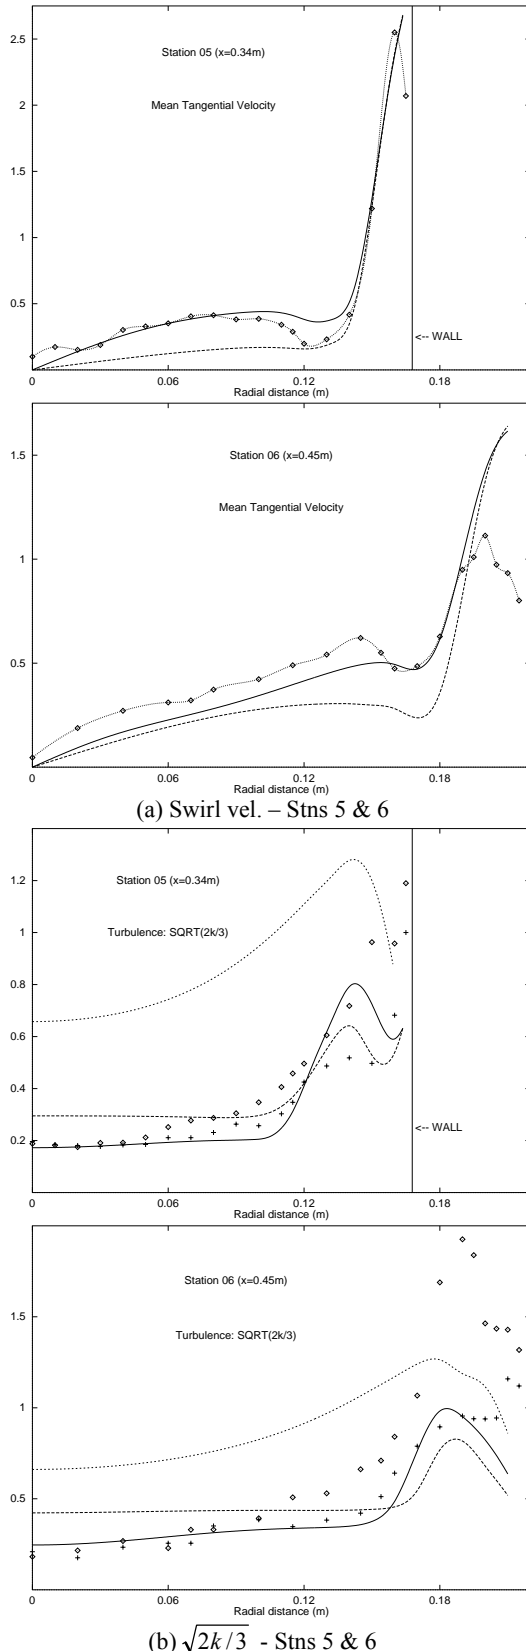 2.5
Station 05 (x=0.34m)
2
Mean Tangential Velocity
1.5
1
0.5
<-- WALL
0
0 0.06 0.12 0.18
Radial distance (m)
1.5
Station 06 (x=0.45m)
Mean Tangential Velocity
1
0.5
0
0 0.06 0.12 0.18
Radial distance (m)
(a) Swirl vel. – Stns 5 & 6
1.2
Station 05 (x=0.34m)
1
Turbulence: SQRT(2k/3)
0.8
0.6
0.4
0.2
<-- WALL
0 0.06 0.12 0.18
Radial distance (m)
Station 06 (x=0.45m)
1.5
Turbulence: SQRT(2k/3)
1
0.5
0 0.06 0.12 0.18
Radial distance (m)
(b) √2k/3 - Stns 5 & 6